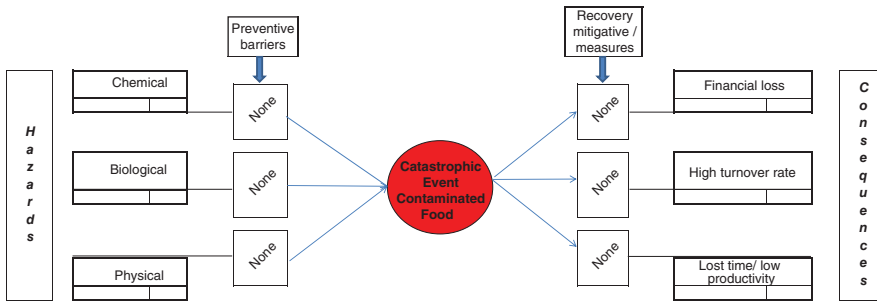 Preventive
barriers
Recovery
mitigative /
measures
Hazards
Chemical
None
Biological
None
Physical
None
Catastrophic
Event
Contaminated
Food
None
Financial loss
None
High turnover rate
None
Lost time/ low
productivity
Consequences